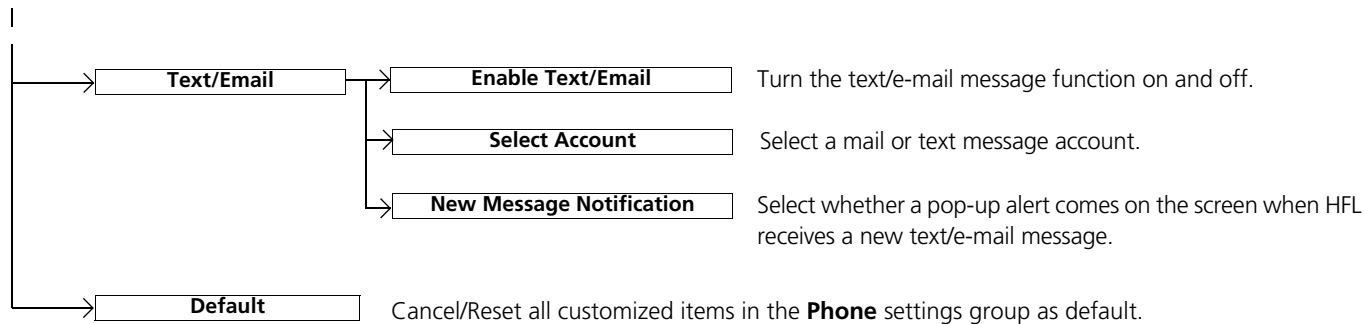 Text/Email
Enable Text/Email
Turn the text/e-mail message function on and off.
Select Account
Select a mail or text message account.
New Message Notification
Select whether a pop-up alert comes on the screen when HFL
receives a new text/e-mail message.
Default
Cancel/Reset all customized items in the Phone settings group as default.